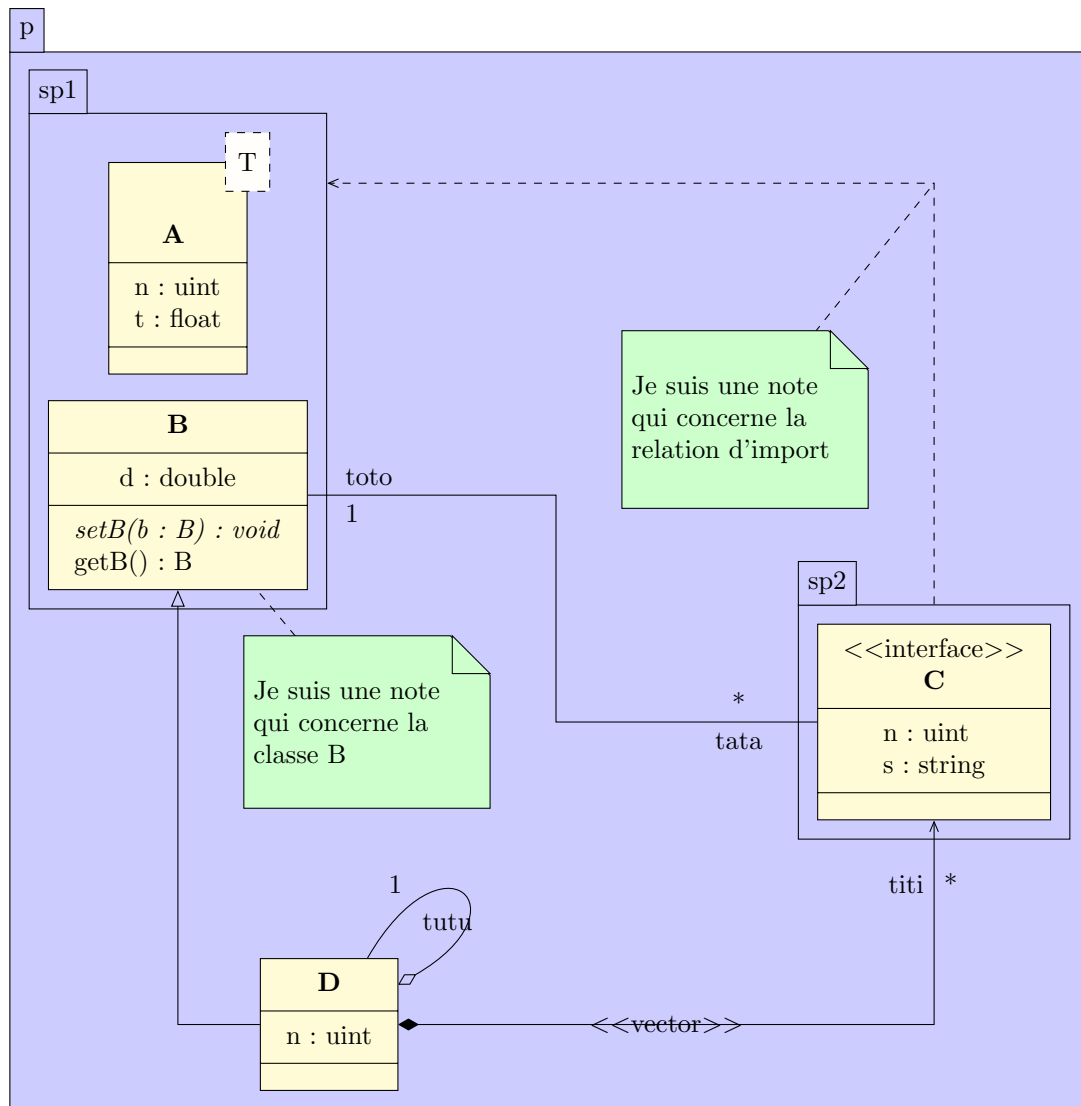 p
sp1
T
A
n : uint
t : float
B
d : double
setB(b : B) : void
getB() : B
toto
1
Je suis une note
qui concerne la
relation d'import
sp2
<<interface>>
C
n : uint
s : string
*
tata
Je suis une note
qui concerne la
classe B
titi
*
1
tutu
D
n : uint
<<vector>>